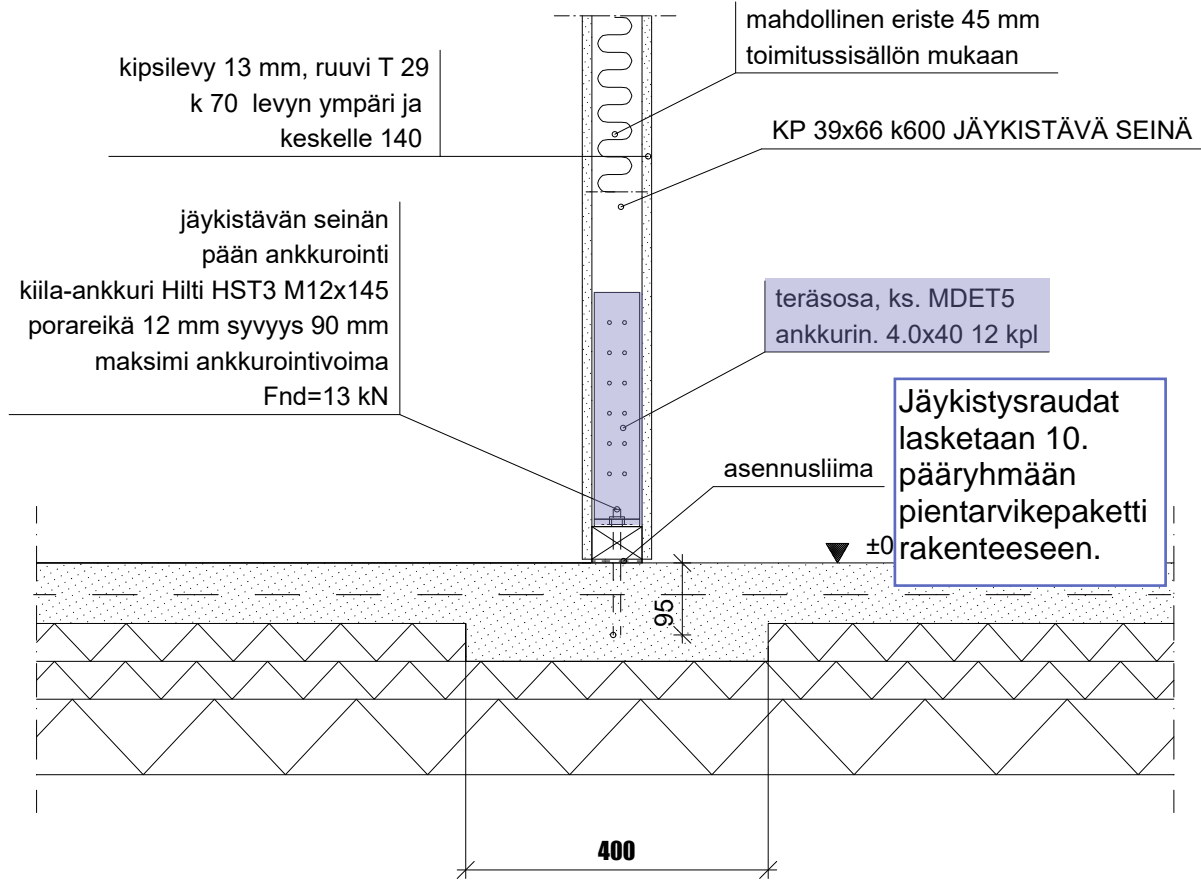 mahdollinen eriste 45 mm
toimitussisällön mukaan
kipsilevy 13 mm, ruuvi T 29
k 70 levyn ympäri ja
keskelle 140
KP 39x66 k600 JÄYKISTÄVÄ SEINÄ
jäykistävän seinän
pään ankkurointi
kiila-ankkuri Hilti HST3 M12x145
porareikä 12 mm syvyys 90 mm
maksimi ankkurointivoima
Fnd=13 kN
teräsosa, ks. MDET5
ankkurin. 4.0x40 12 kpl
Jäykistysraudat
lasketaan 10.
pääryhmään
pientarvikepaketti
rakenteeseen.
asennusliima
±0
95
400